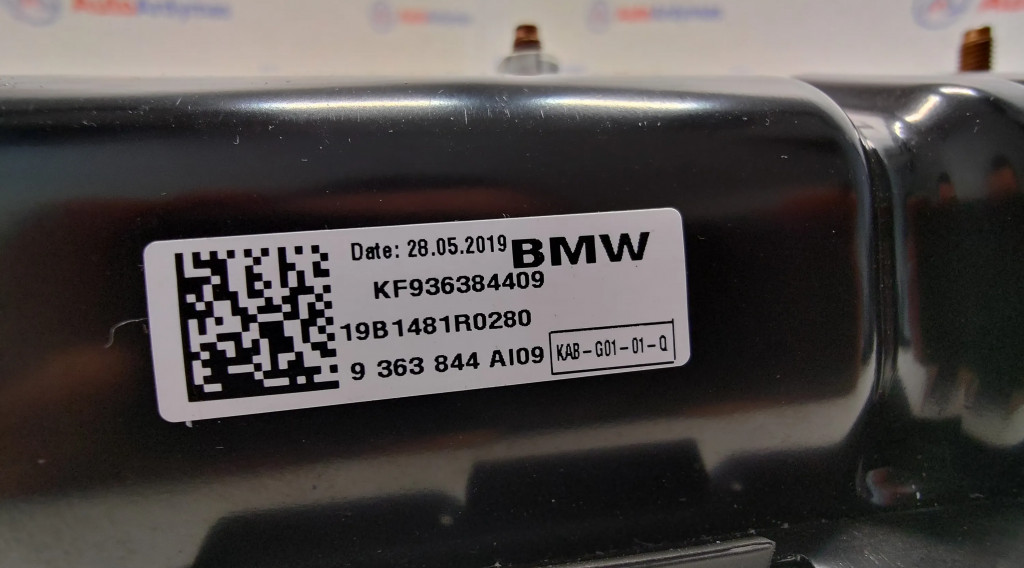 Date: 28.05.2019 BMW
KF936384409
19B1481R0280
9 363 844 AI09 KAB-G01-01-Q